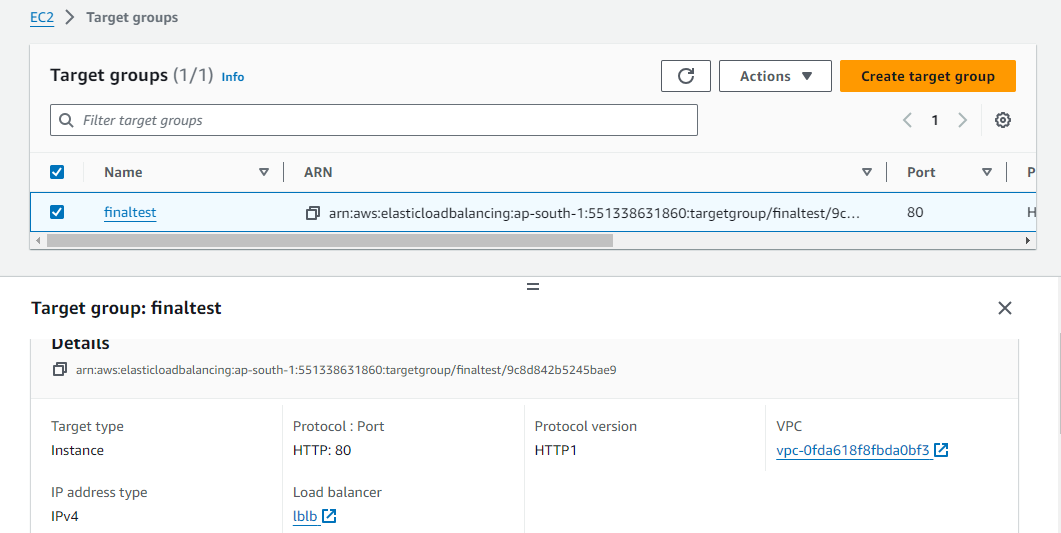 EC2 > Target groups
Target groups (1/1) Info
Actions
Create target group
Filter target groups
1
Name ARN Port P
finaltest arn:aws:elasticloadbalancing:ap-south-1:551338631860:targetgroup/finaltest/9c... 80 H
Target group: finaltest
Details
arn:aws:elasticloadbalancing:ap-south-1:551338631860:targetgroup/finaltest/9c8d842b5245bae9
Target type Protocol : Port Protocol version VPC
Instance HTTP: 80 HTTP1 vpc-0fda618f8fbda0bf3
IP address type Load balancer
IPv4 lblb